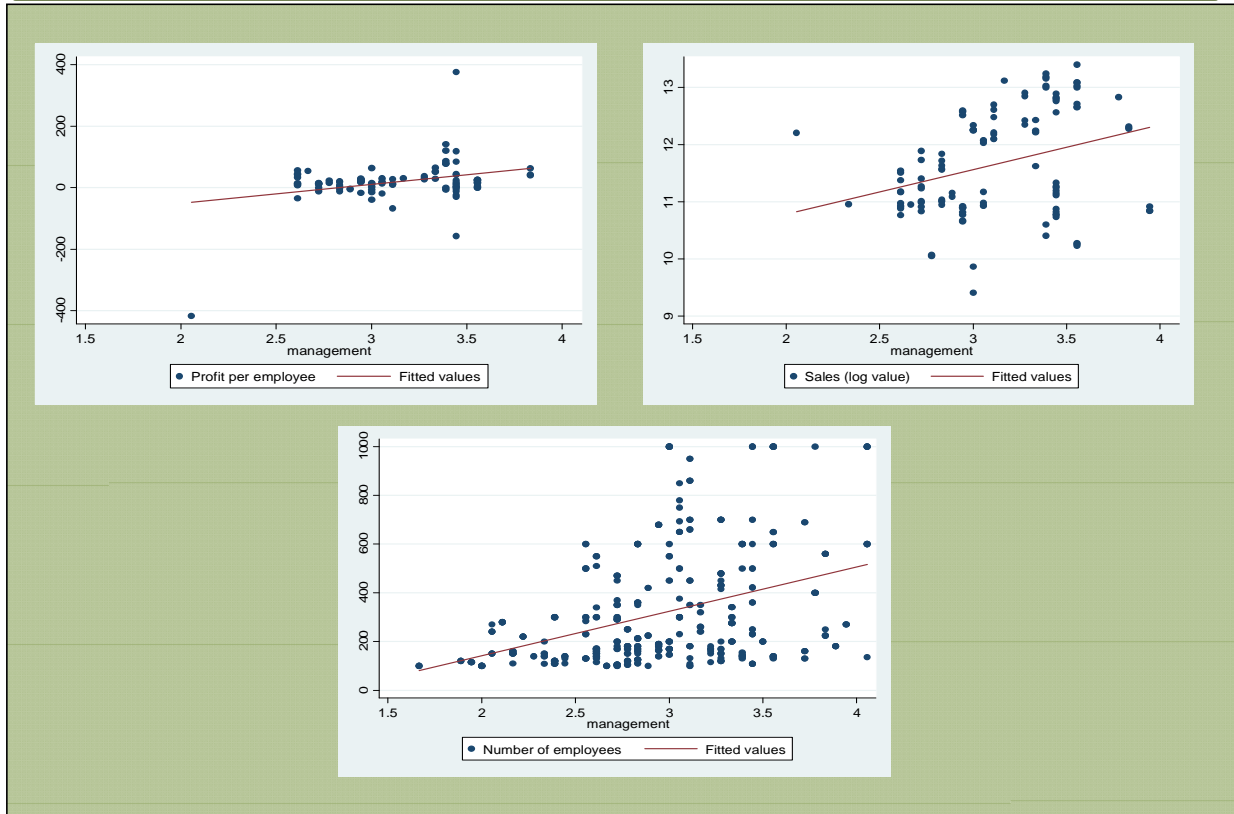 400
200
0
-200
-400
1.5 2 2.5 3 3.5 4
management
Profit per employee Fitted values
13
12
11
10
9
1.5 2 2.5 3 3.5 4
management
Sales (log value) Fitted values
1000
800
600
400
200
0
1.5 2 2.5 3 3.5 4
management
Number of employees Fitted values